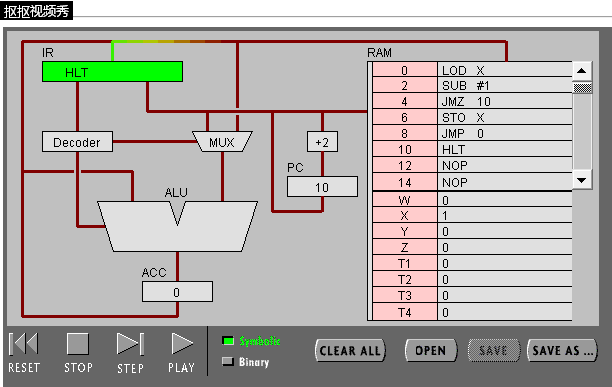 抠抠视频秀
IR
HLT
RAM
0 LOD X
2 SUB #1
4 JMZ 10
6 STO X
8 JMP 0
10 HLT
12 NOP
14 NOP
Decoder
MUX
+2
PC
10
ALU
W 0
X 1
Y 0
Z 0
T1 0
T2 0
T3 0
T4 0
ACC
0
RESET STOP STEP PLAY
Symbolic
Binary
CLEAR ALL OPEN SAVE SAVE AS ...